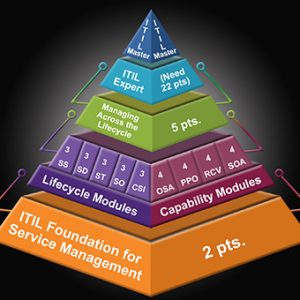 ITIL
Master
ITIL
Master
ITIL
Expert
(Need
22 pts)
Managing
Across the
Lifecycle
5 pts.
3
SS
3
SD
3
ST
3
SO
3
CSI
4
OSA
4
PPO
4
RCV
4
SOA
Lifecycle Modules
Capability Modules
ITIL Foundation for
Service Management
2 pts.